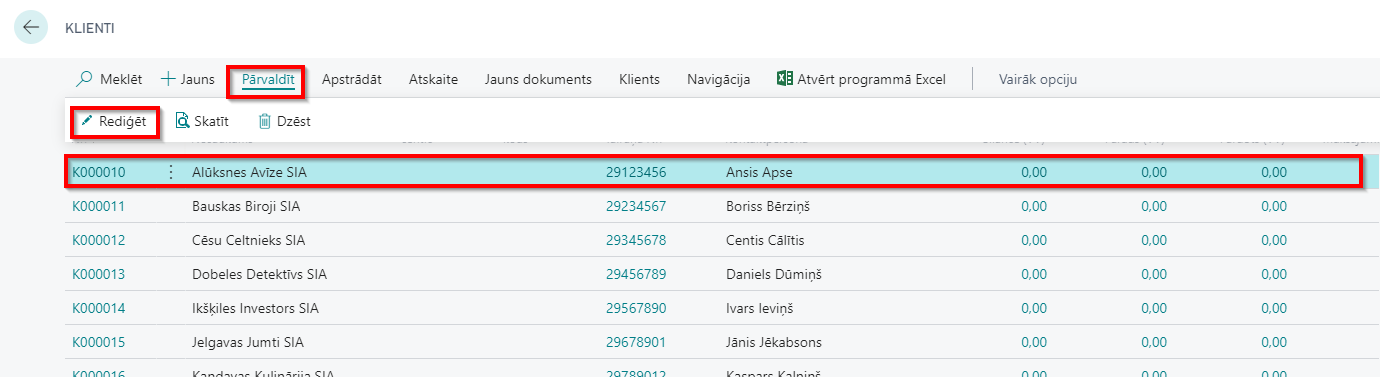 KLIENTI
Meklēt Jauns Pārvaldīt Apstrādāt Atskaite Jauns dokuments Klients Navigācija Atvērt programmā Excel Vairāk opciju
Rediģēt Skatīt Dzēst
K000010 Alūksnes Avīze SIA 29123456 Ansis Apse 0,00 0,00 0,00
K000011 Bauskas Biroji SIA 29234567 Boriss Bērziņš 0,00 0,00 0,00
K000012 Cēsu Celtnieks SIA 29345678 Centis Cālītis 0,00 0,00 0,00
K000013 Dobeles Detektīvs SIA 29456789 Daniels Dūmiņš 0,00 0,00 0,00
K000014 Ikšķiles Investors SIA 29567890 Ivars Ieviņš 0,00 0,00 0,00
K000015 Jelgavas Jumti SIA 29678901 Jānis Jēkabsons 0,00 0,00 0,00
K000016 Kandavas Kulinārija SIA 29789012 Kaspars Kalniņš 0,00 0,00 0,00